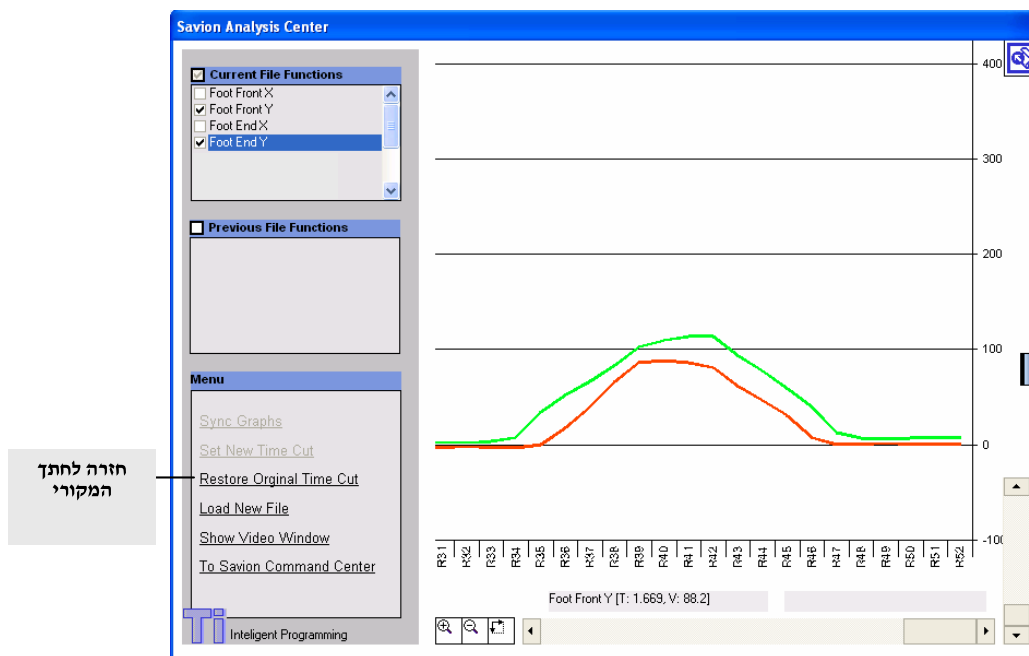 Savion Analysis Center
Current File Functions
Foot Front X
Foot Front Y
Foot End X
Foot End Y
Previous File Functions
Menu
Sync Graphs
Set New Time Cut
Restore Orginal Time Cut
Load New File
Show Video Window
To Savion Command Center
Ti
Inteligent Programming
חזרה לחתך
המקורי
400
300
200
100
0
-100
R31 R32 R33 R34 R35 R36 R37 R38 R39 R40 R41 R42 R43 R44 R45 R46 R47 R48 R49 R50 R51 R52
Foot Front Y [T: 1.669, V: 88.2]